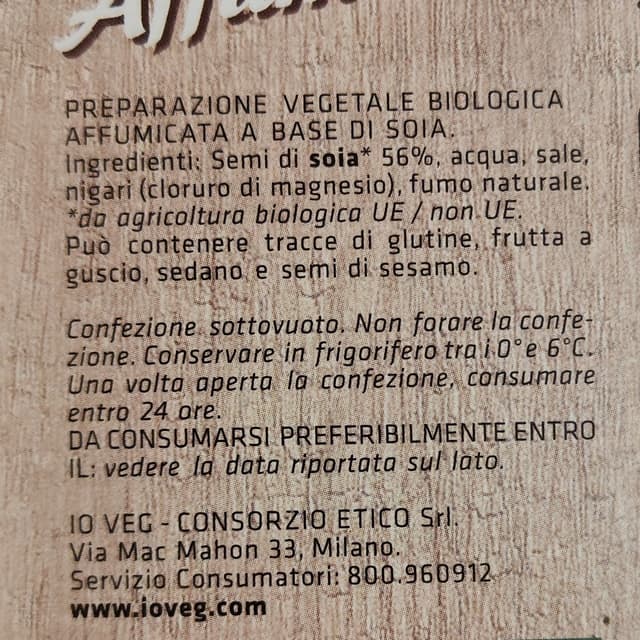 PREPARAZIONE VEGETALE BIOLOGICA
AFFUMICATA A BASE DI SOIA.
Ingredienti: Semi di soia* 56%, acqua, sale,
nigari (cloruro di magnesio), fumo naturale.
*da agricoltura biologica UE / non UE.
Può contenere tracce di glutine, frutta a
guscio, sedano e semi di sesamo.
Confezione sottovuoto. Non forare la confe-
zione. Conservare in frigorifero tra i 0° e 6°C.
Una volta aperta la confezione, consumare
entro 24 ore.
DA CONSUMARSI PREFERIBILMENTE ENTRO
IL: vedere la data riportata sul lato.
IO VEG - CONSORZIO ETICO Srl.
Via Mac Mahon 33, Milano.
Servizio Consumatori: 800.960912
www.ioveg.com